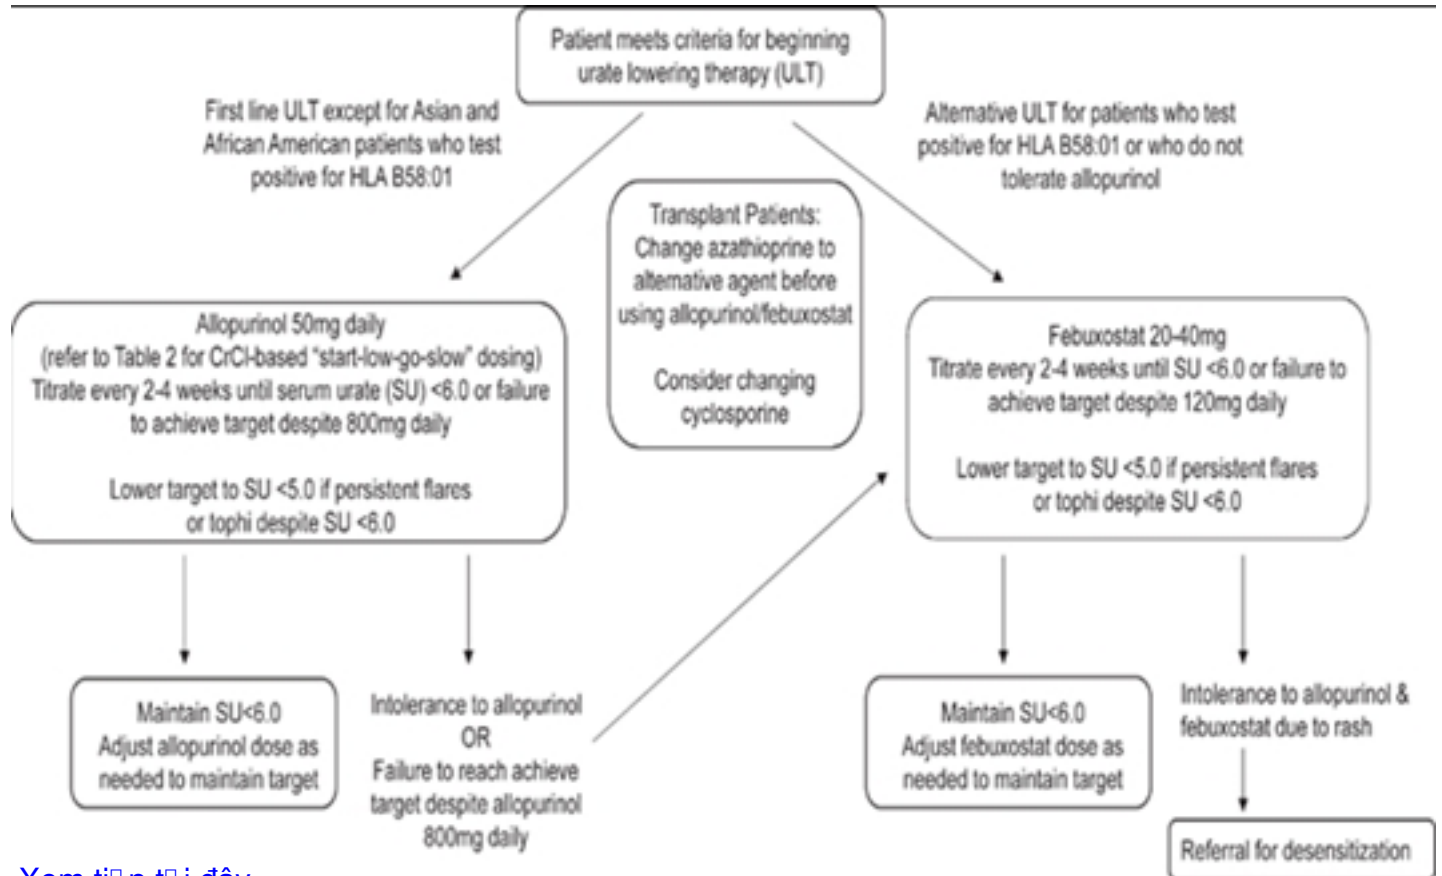 Patient meets criteria for beginning
urate lowering therapy (ULT)
First line ULT except for Asian and
African American patients who test
positive for HLA B58:01
Alternative ULT for patients who test
positive for HLA B58:01 or who do not
tolerate allopurinol
Transplant Patients:
Change azathioprine to
alternative agent before
using allopurinol/febuxostat
Consider changing
cyclosporine
Allopurinol 50mg daily
(refer to Table 2 for CrCl-based “start-low-go-slow” dosing)
Titrate every 2-4 weeks until serum urate (SU) <6.0 or failure
to achieve target despite 800mg daily
Lower target to SU <5.0 if persistent flares
or tophi despite SU <6.0
Febuxostat 20-40mg
Titrate every 2-4 weeks until SU <6.0 or failure to
achieve target despite 120mg daily
Lower target to SU <5.0 if persistent flares
or tophi despite SU <6.0
Maintain SU<6.0
Adjust allopurinol dose as
needed to maintain target
Intolerance to allopurinol
OR
Failure to reach achieve
target despite allopurinol
800mg daily
Maintain SU<6.0
Adjust febuxostat dose as
needed to maintain target
Intolerance to allopurinol &
febuxostat due to rash
Referral for desensitization
Xem đây